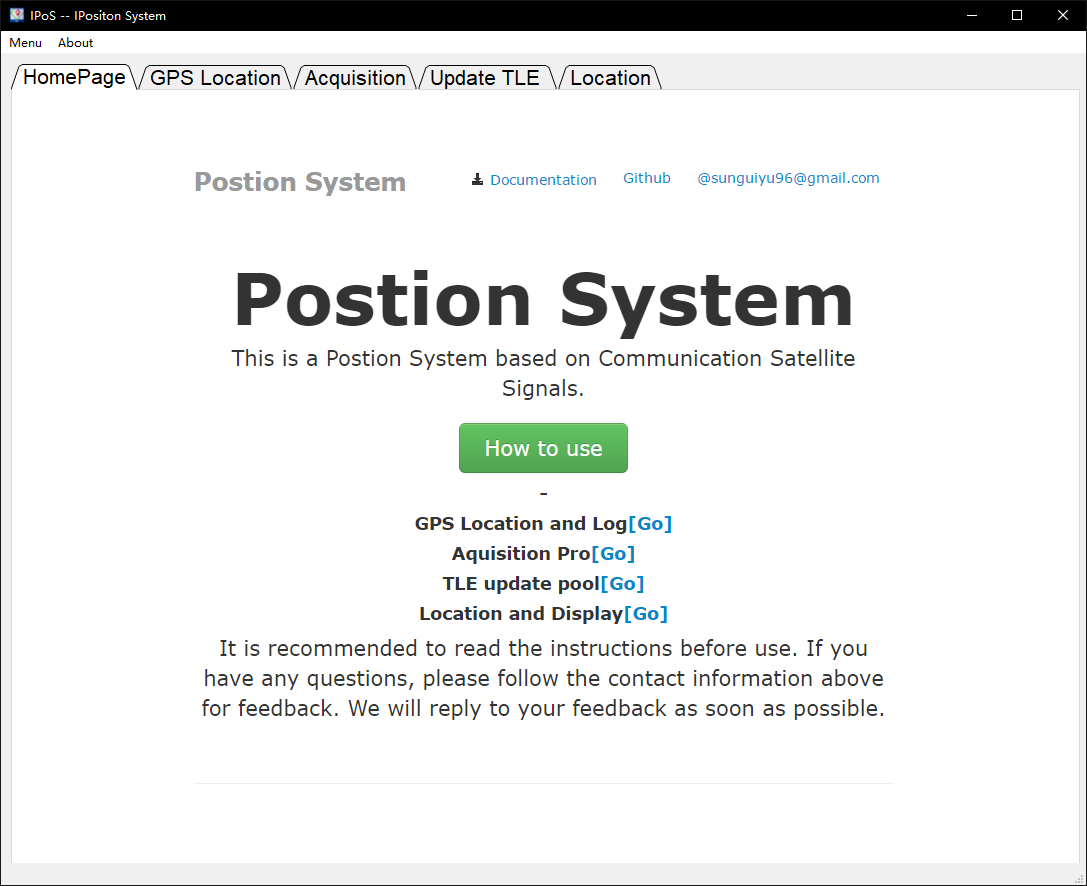 IPoS -- IPositon System
Menu About
HomePage GPS Location Acquisition Update TLE Location
Postion System Documentation Github @sunguiyu96@gmail.com
Postion System
This is a Postion System based on Communication Satellite
Signals.
How to use
-
GPS Location and Log[Go]
Aquisition Pro[Go]
TLE update pool[Go]
Location and Display[Go]
It is recommended to read the instructions before use. If you
have any questions, please follow the contact information above
for feedback. We will reply to your feedback as soon as possible.